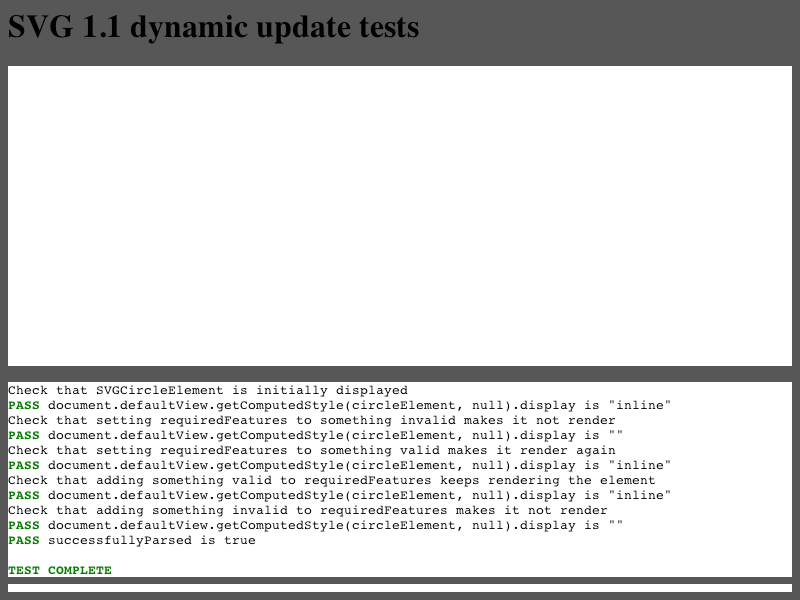 SVG 1.1 dynamic update tests
Check that SVGCircleElement is initially displayed
PASS document.defaultView.getComputedStyle(circleElement, null).display is "inline"
Check that setting requiredFeatures to something invalid makes it not render
PASS document.defaultView.getComputedStyle(circleElement, null).display is ""
Check that setting requiredFeatures to something valid makes it render again
PASS document.defaultView.getComputedStyle(circleElement, null).display is "inline"
Check that adding something valid to requiredFeatures keeps rendering the element
PASS document.defaultView.getComputedStyle(circleElement, null).display is "inline"
Check that adding something invalid to requiredFeatures makes it not render
PASS document.defaultView.getComputedStyle(circleElement, null).display is ""
PASS successfullyParsed is true
TEST COMPLETE